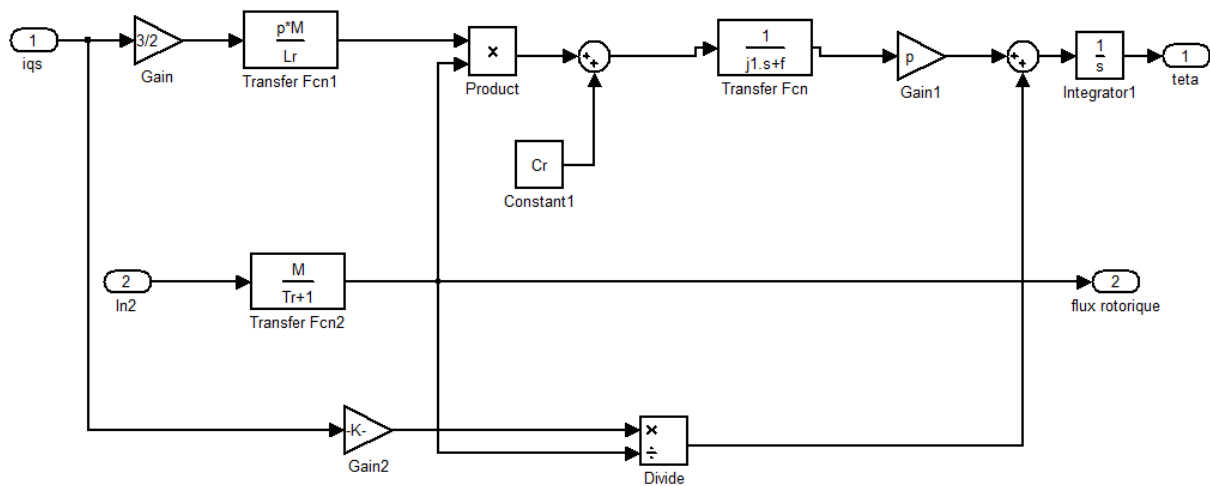 1
iqs
3/2
Gain
p*M
Lr
Transfer Fcn1
×
Product
+
+
Cr
Constant1
1
j1.s+f
Transfer Fcn
p
Gain1
+
+
1
s
Integrator1
1
teta
2
In2
M
Tr+1
Transfer Fcn2
2
flux rotorique
-K-
Gain2
×
÷
Divide